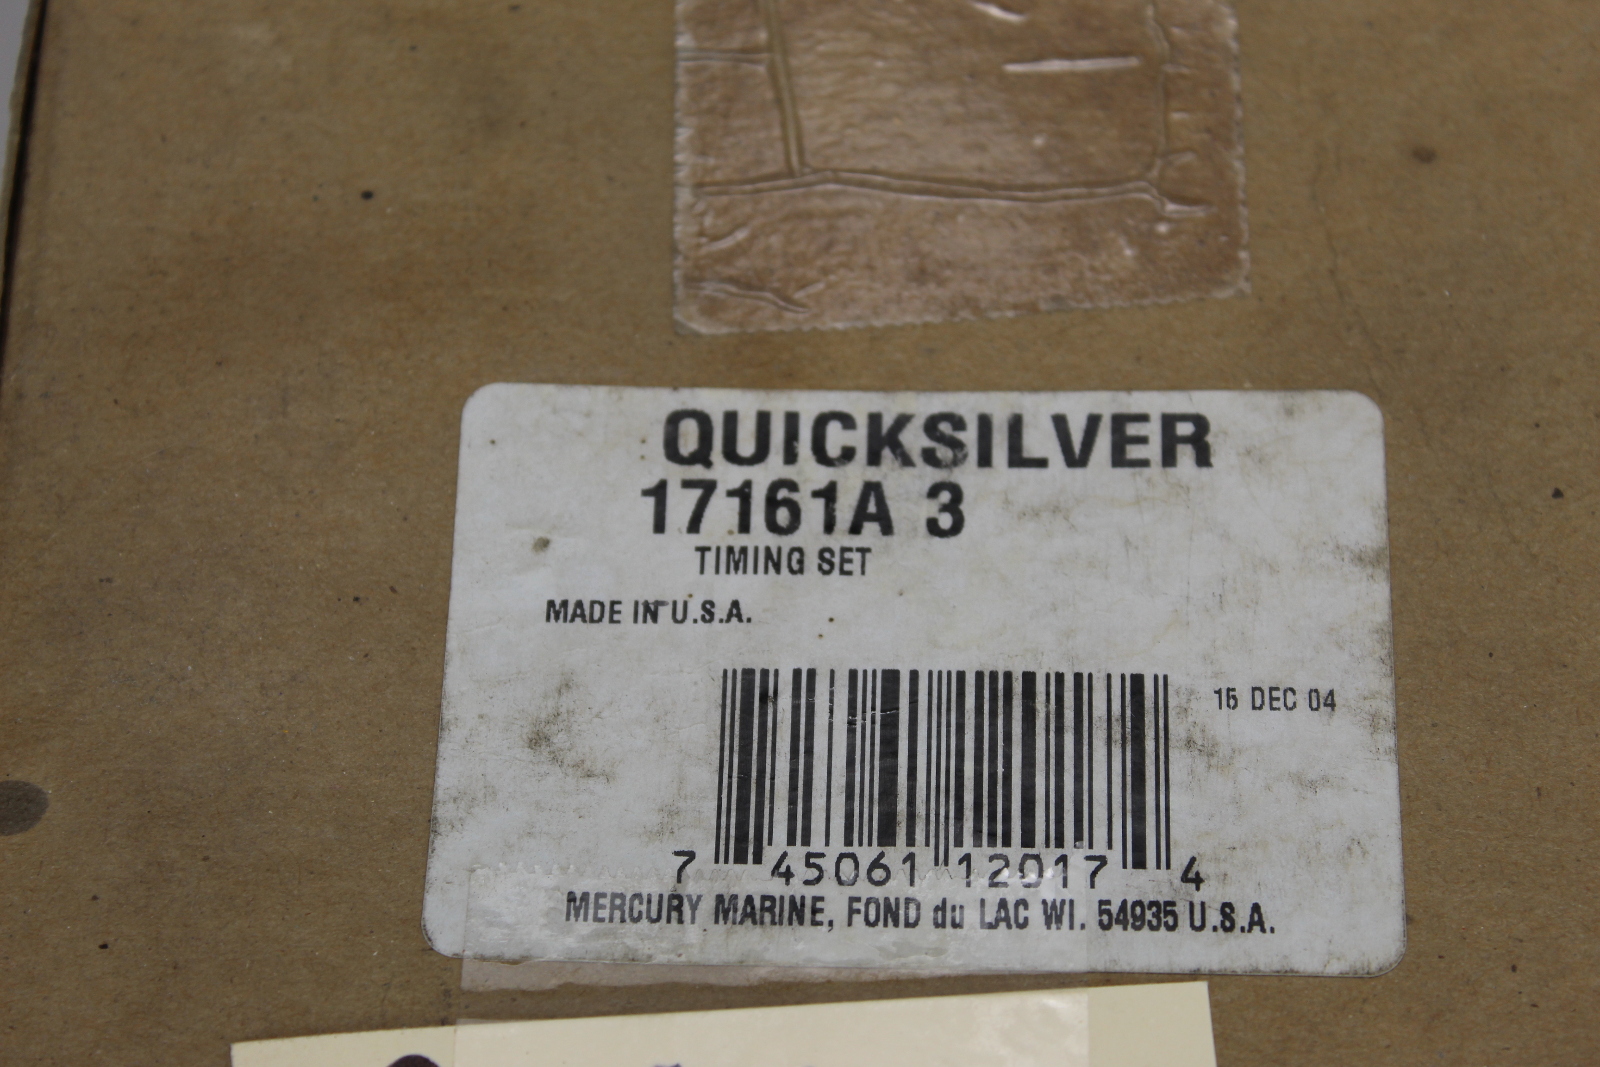 QUICKSILVER
17161A 3
TIMING SET
MADE IN U.S.A.
15 DEC 04
7 45061 12017 4
MERCURY MARINE, FOND du LAC WI. 54935 U.S.A.